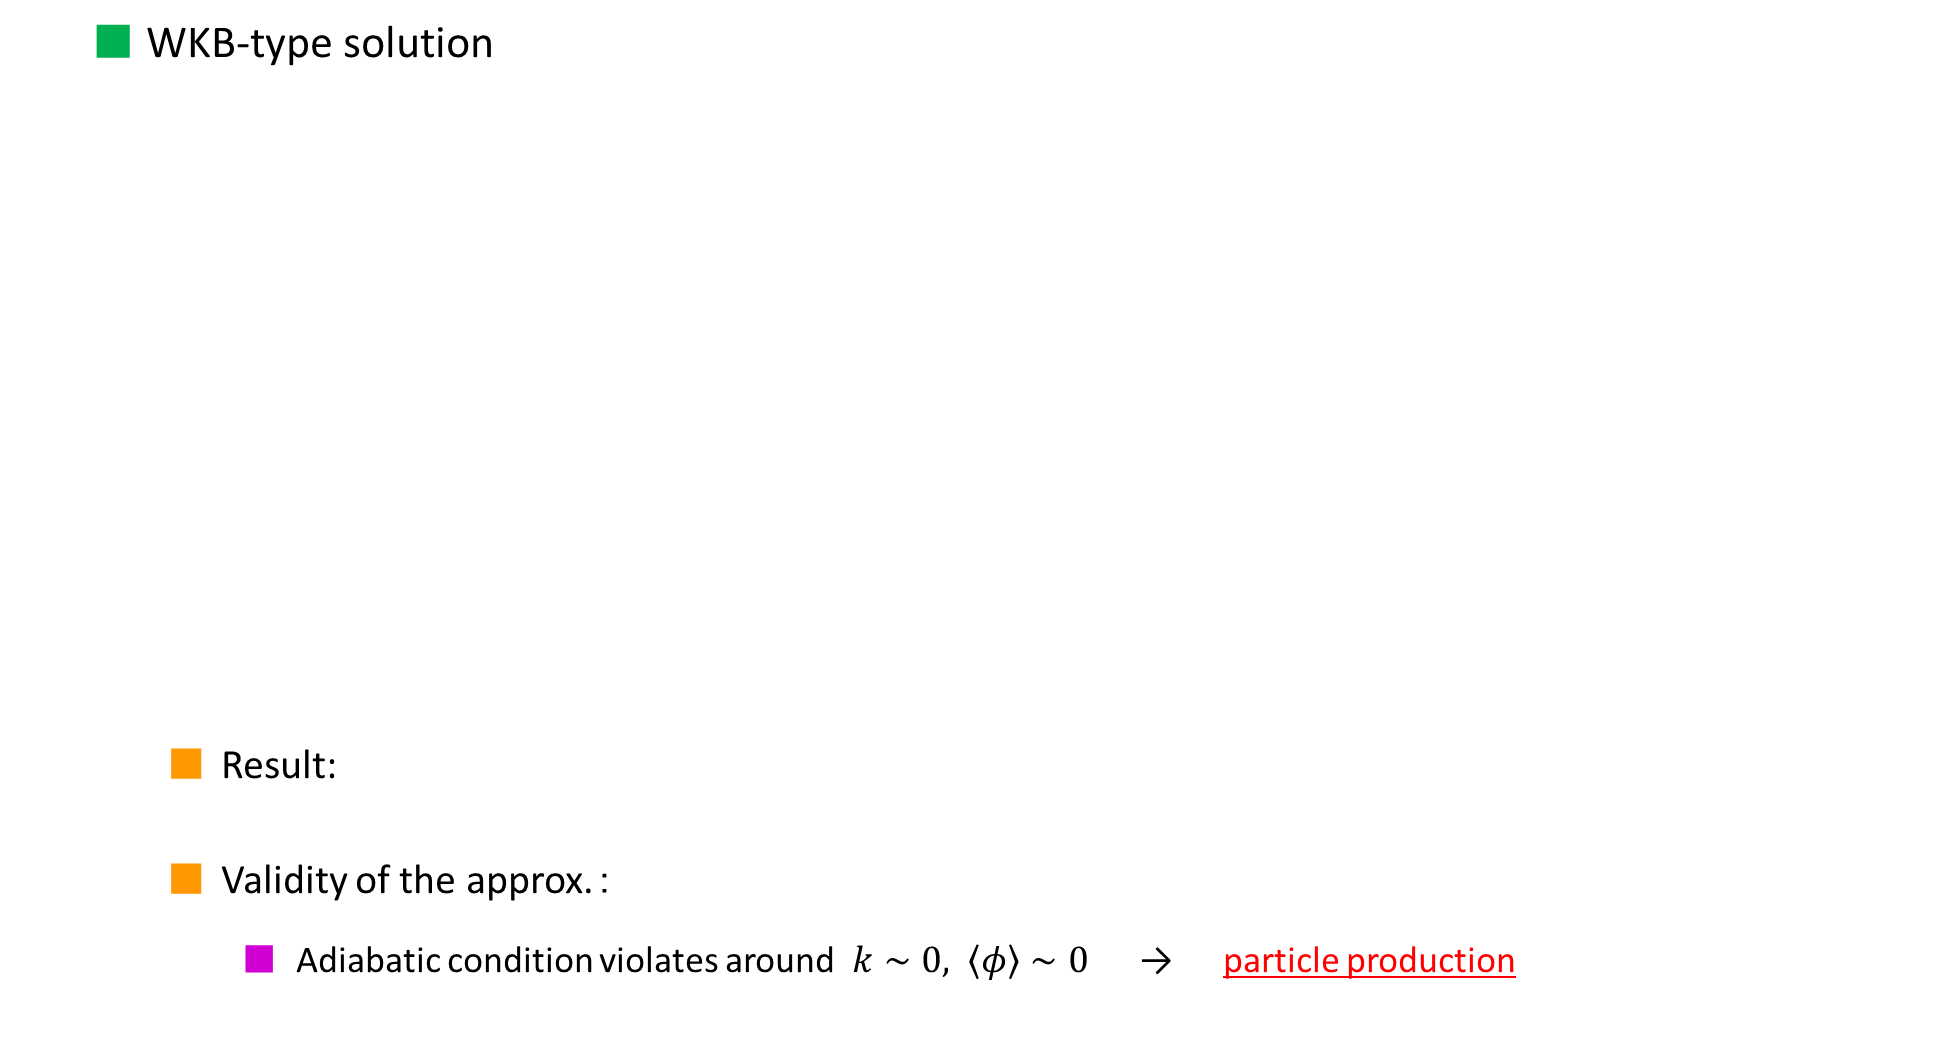 WKB-type solution
Result:
Validity of the approx. :
Adiabatic condition violates around k ~ 0, ⟨ϕ⟩ ~ 0 → particle production